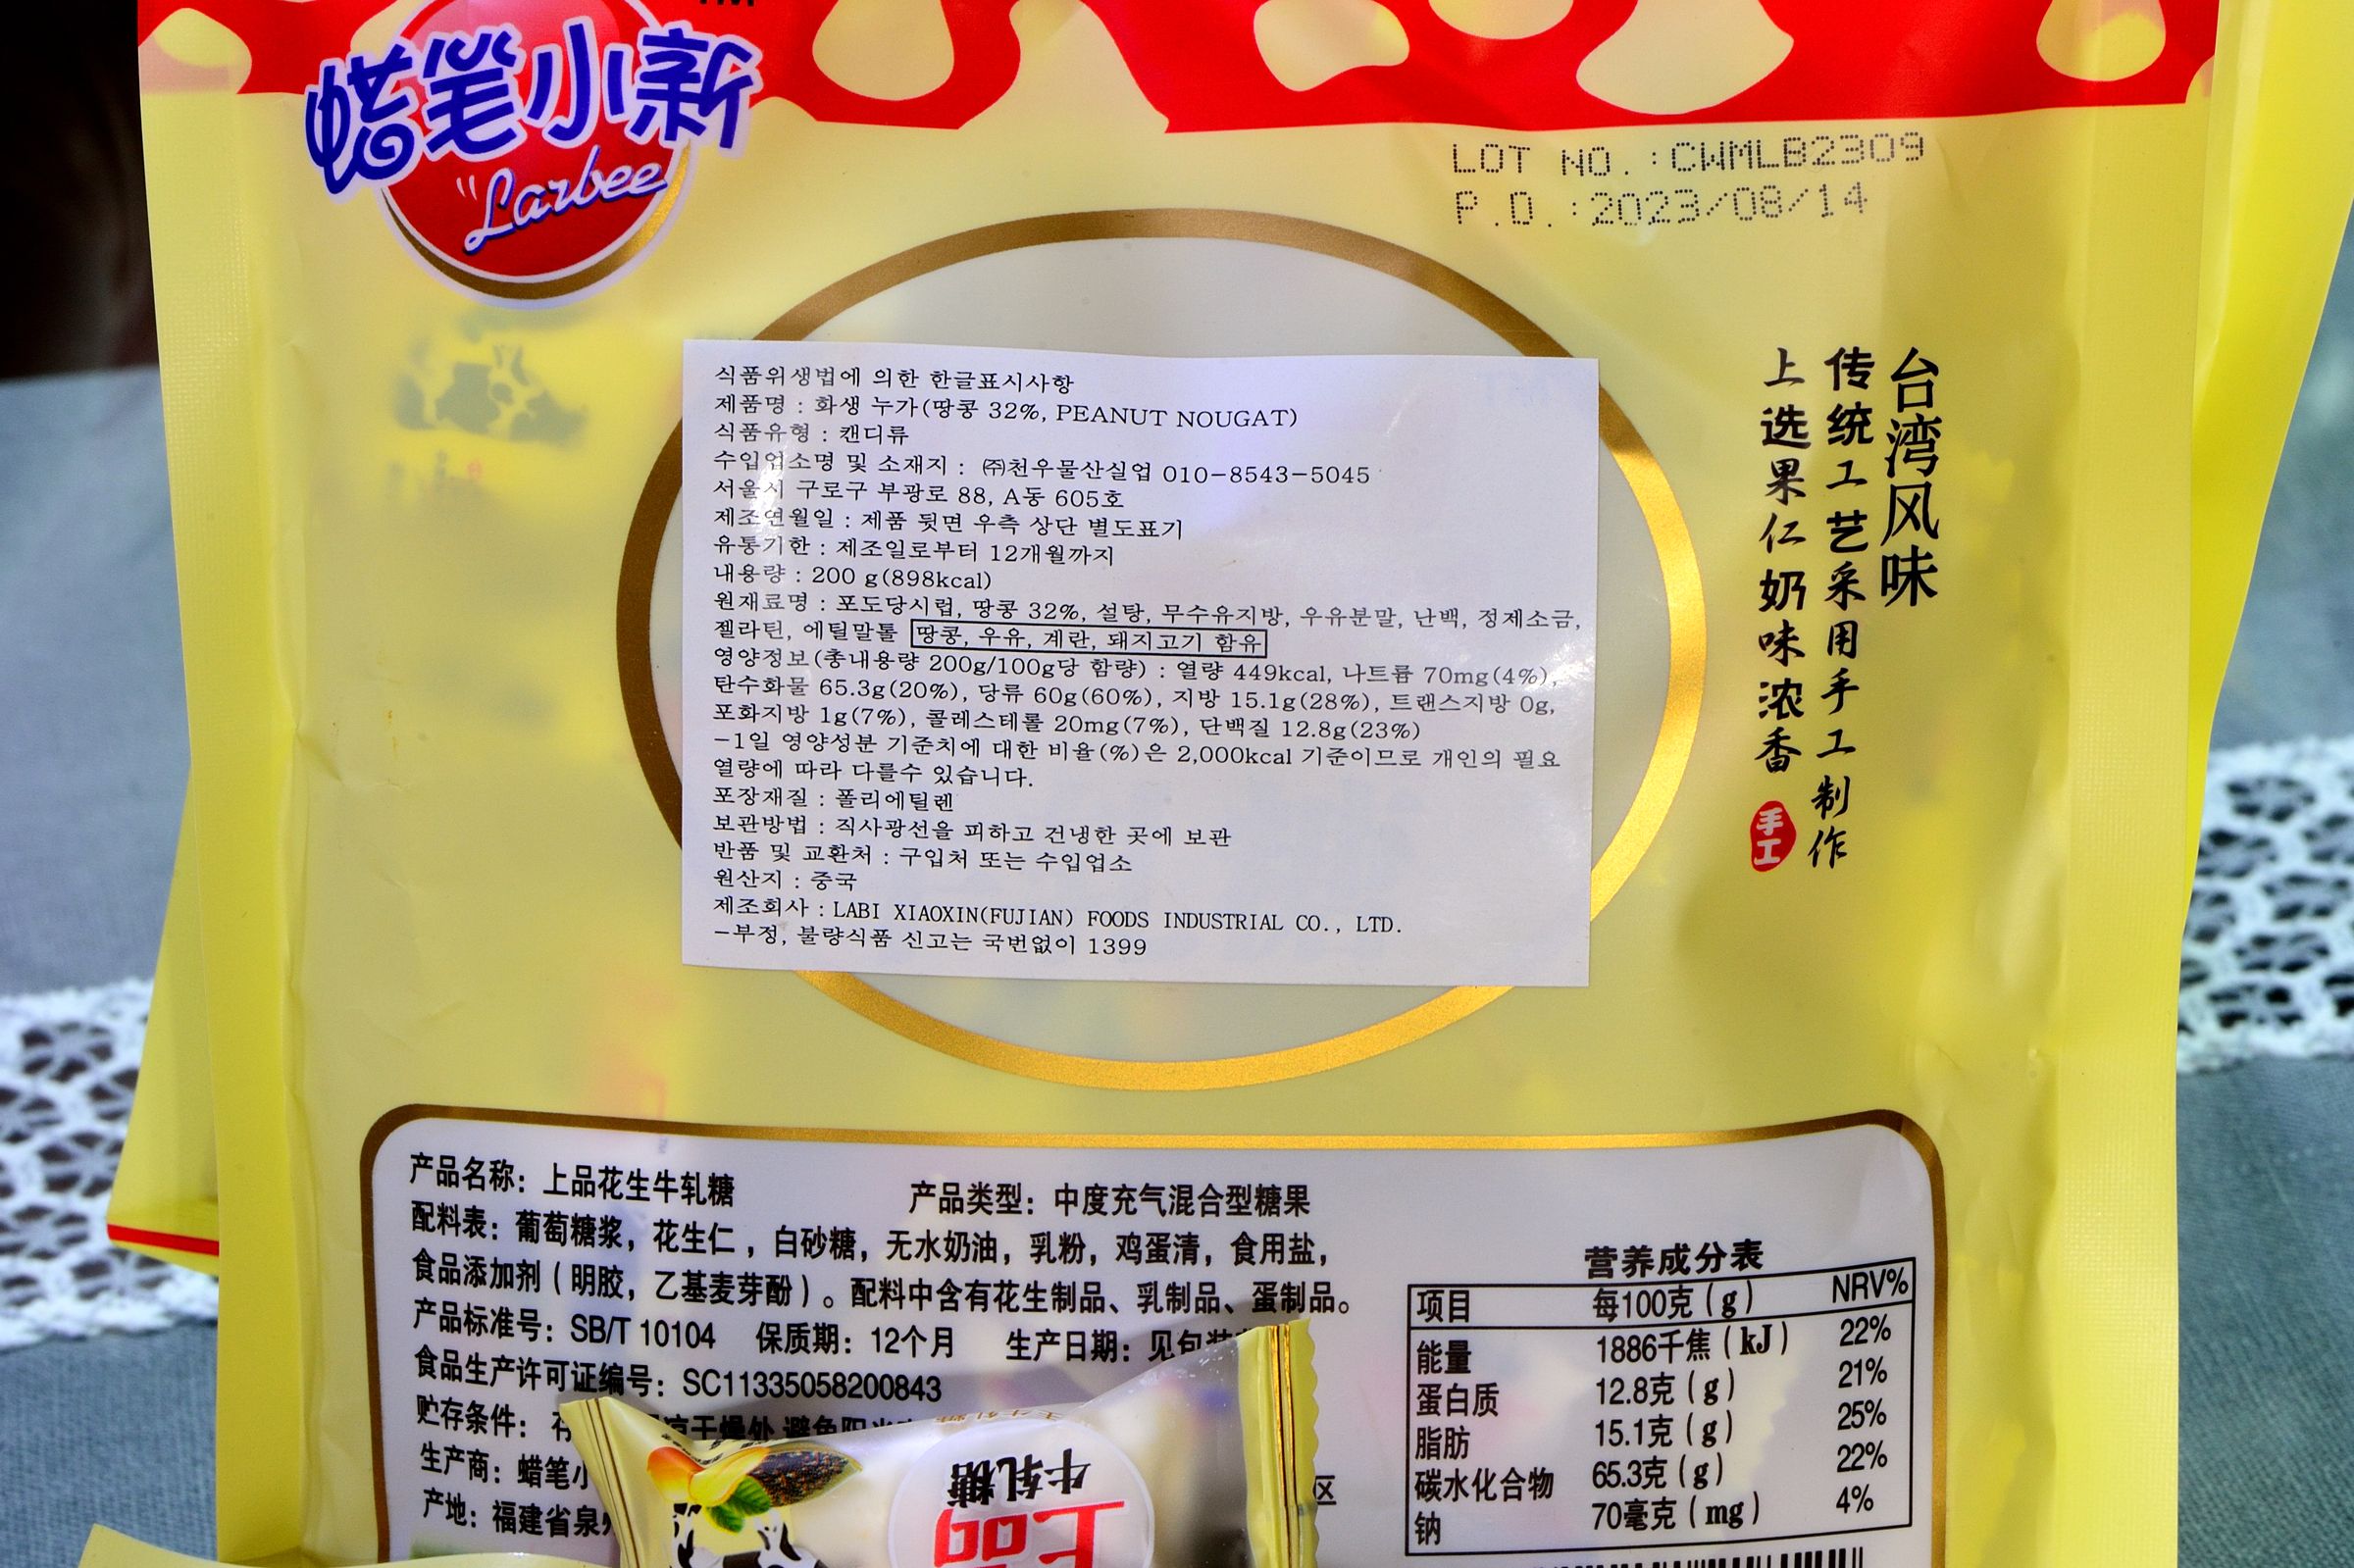 蜡笔小新
Larbee
LOT NO.:CWMLB2309
P.D.:2023/08/14
台湾风味
传统工艺采用手工制作
上选果仁奶味浓香
手工
식품위생법에 의한 한글표시사항
제품명 : 화생 누가(땅콩 32%, PEANUT NOUGAT)
식품유형 : 캔디류
수입업소명 및 소재지 : ㈜천우물산실업 010-8543-5045
서울시 구로구 부광로 88, A동 605호
제조연월일 : 제품 뒷면 우측 상단 별도표기
유통기한 : 제조일로부터 12개월까지
내용량 : 200 g(898kcal)
원재료명 : 포도당시럽, 땅콩 32%, 설탕, 무수유지방, 우유분말, 난백, 정제소금,
젤라틴, 에틸말톨 땅콩, 우유, 계란, 돼지고기 함유
영양정보(총내용량 200g/100g당 함량) : 열량 449kcal, 나트륨 70mg(4%),
탄수화물 65.3g(20%), 당류 60g(60%), 지방 15.1g(28%), 트랜스지방 0g,
포화지방 1g(7%), 콜레스테롤 20mg(7%), 단백질 12.8g(23%)
-1일 영양성분 기준치에 대한 비율(%)은 2,000kcal 기준이므로 개인의 필요
열량에 따라 다를수 있습니다.
포장재질 : 폴리에틸렌
보관방법 : 직사광선을 피하고 건냉한 곳에 보관
반품 및 교환처 : 구입처 또는 수입업소
원산지 : 중국
제조회사 : LABI XIAOXIN(FUJIAN) FOODS INDUSTRIAL CO., LTD.
-부정, 불량식품 신고는 국번없이 1399
产品名称：上品花生牛轧糖 产品类型：中度充气混合型糖果
配料表：葡萄糖浆，花生仁，白砂糖，无水奶油，乳粉，鸡蛋清，食用盐，
食品添加剂（明胶，乙基麦芽酚）。配料中含有花生制品、乳制品、蛋制品。
产品标准号：SB/T 10104 保质期：12个月 生产日期：见包装
食品生产许可证编号：SC11335058200843
贮存条件： 干燥处,避免阳光
生产商：蜡笔小 区
产地：福建省泉
营养成分表
项目 每100克（g） NRV%
能量 1886千焦（kJ） 22%
蛋白质 12.8克（g） 21%
脂肪 15.1克（g） 25%
碳水化合物 65.3克（g） 22%
钠 70毫克（mg） 4%
上品
牛轧糖